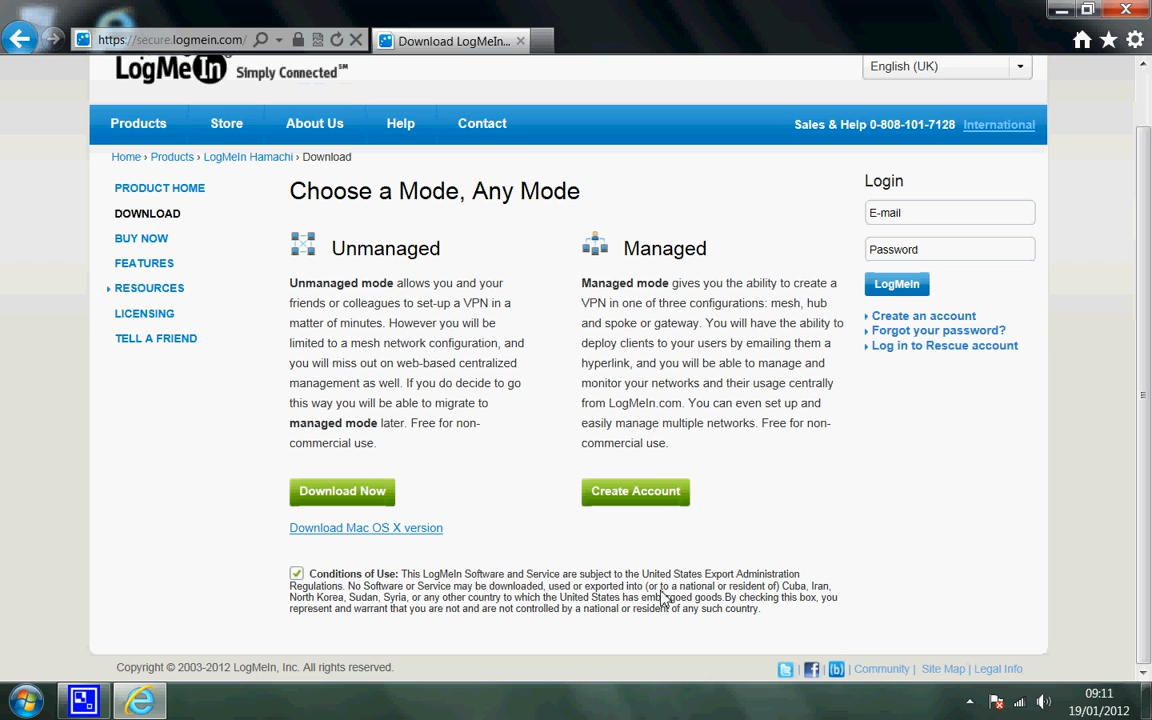 https://secure.logmein.com/
Download LogMeIn...
LogMeIn Simply Connected℠
English (UK)
Products
Store
About Us
Help
Contact
Sales & Help 0-808-101-7128 International
Home › Products › LogMeIn Hamachi › Download
PRODUCT HOME
DOWNLOAD
BUY NOW
FEATURES
RESOURCES
LICENSING
TELL A FRIEND
Choose a Mode, Any Mode
Unmanaged
Unmanaged mode allows you and your
friends or colleagues to set-up a VPN in a
matter of minutes. However you will be
limited to a mesh network configuration, and
you will miss out on web-based centralized
management as well. If you do decide to go
this way you will be able to migrate to
managed mode later. Free for non-
commercial use.
Download Now
Download Mac OS X version
Managed
Managed mode gives you the ability to create a
VPN in one of three configurations: mesh, hub
and spoke or gateway. You will have the ability to
deploy clients to your users by emailing them a
hyperlink, and you will be able to manage and
monitor your networks and their usage centrally
from LogMeIn.com. You can even set up and
easily manage multiple networks. Free for non-
commercial use.
Create Account
Login
E-mail
Password
LogMeIn
Create an account
Forgot your password?
Log in to Rescue account
Conditions of Use: This LogMeIn Software and Service are subject to the United States Export Administration
Regulations. No Software or Service may be downloaded, used or exported into (or to a national or resident of) Cuba, Iran,
North Korea, Sudan, Syria, or any other country to which the United States has embargoed goods.By checking this box, you
represent and warrant that you are not and are not controlled by a national or resident of any such country.
Copyright © 2003-2012 LogMeIn, Inc. All rights reserved.
Community | Site Map | Legal Info
09:11
19/01/2012